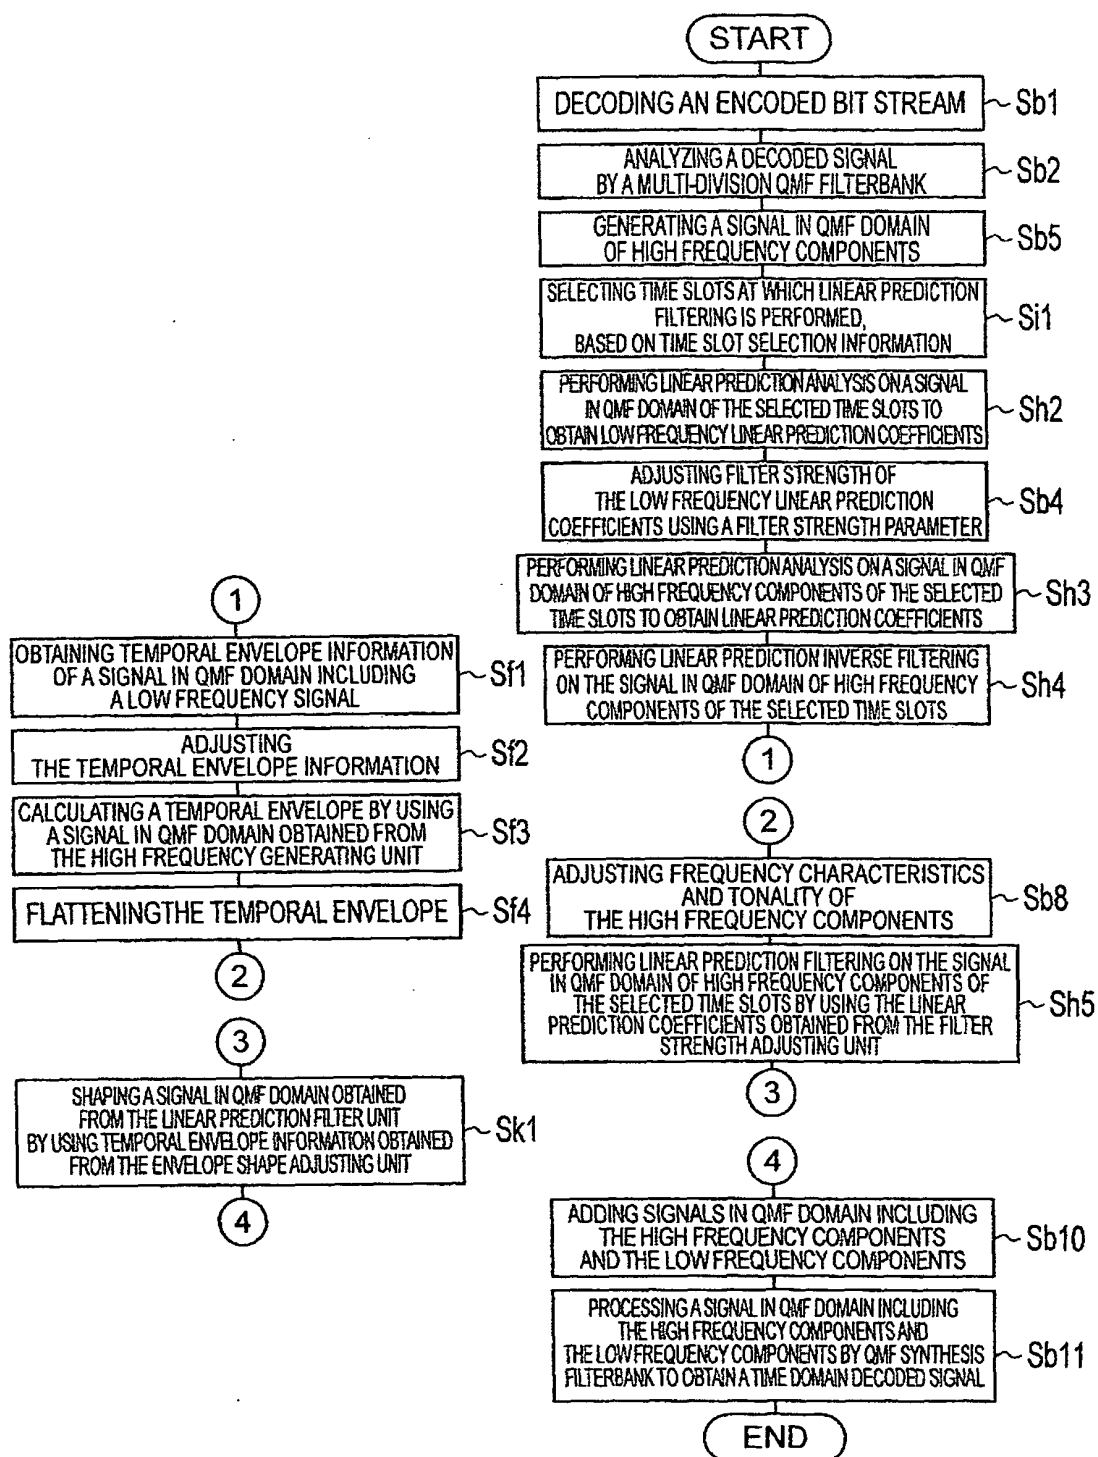 START
DECODING AN ENCODED BIT STREAM
Sb1
ANALYZING A DECODED SIGNAL
BY A MULTI-DIVISION QMF FILTERBANK
Sb2
GENERATING A SIGNAL IN QMF DOMAIN
OF HIGH FREQUENCY COMPONENTS
Sb5
SELECTING TIME SLOTS AT WHICH LINEAR PREDICTION
FILTERING IS PERFORMED,
BASED ON TIME SLOT SELECTION INFORMATION
Si1
PERFORMING LINEAR PREDICTION ANALYSIS ON A SIGNAL
IN QMF DOMAIN OF THE SELECTED TIME SLOTS TO
OBTAIN LOW FREQUENCY LINEAR PREDICTION COEFFICIENTS
Sh2
ADJUSTING FILTER STRENGTH OF
THE LOW FREQUENCY LINEAR PREDICTION
COEFFICIENTS USING A FILTER STRENGTH PARAMETER
Sb4
PERFORMING LINEAR PREDICTION ANALYSIS ON A SIGNAL IN QMF
DOMAIN OF HIGH FREQUENCY COMPONENTS OF THE SELECTED
TIME SLOTS TO OBTAIN LINEAR PREDICTION COEFFICIENTS
Sh3
PERFORMNG LINEAR PREDICTION INVERSE FILTERING
ON THE SIGNAL IN QMF DOMAIN OF HIGH FREQUENCY
COMPONENTS OF THE SELECTED TIME SLOTS
Sh4
1
1
OBTAINING TEMPORAL ENVELOPE INFORMATION
OF A SIGNAL IN QMF DOMAIN INCLUDING
A LOW FREQUENCY SIGNAL
Sf1
ADJUSTING
THE TEMPORAL ENVELOPE INFORMATION
Sf2
CALCULATING A TEMPORAL ENVELOPE BY USING
A SIGNAL IN QMF DOMAIN OBTAINED FROM
THE HIGH FREQUENCY GENERATING UNIT
Sf3
FLATTENINGTHE TEMPORAL ENVELOPE
Sf4
2
2
ADJUSTING FREQUENCY CHARACTERISTICS
AND TONALITY OF
THE HIGH FREQUENCY COMPONENTS
Sb8
PERFORMING LINEAR PREDICTION FILTERING ON THE SIGNAL
IN QMF DOMAIN OF HIGH FREQUENCY COMPONENTS OF
THE SELECTED TIME SLOTS BY USING THE LINEAR
PREDICTION COEFFICIENTS OBTAINED FROM THE FILTER
STRENGTH ADJUSTING UNIT
Sh5
3
3
SHAPING A SIGNAL IN QMF DOMAIN OBTAINED
FROM THE LINEAR PREDICTION FILTER UNIT
BY USING TEMPORAL ENVELOPE INFORMATION OBTAINED
FROM THE ENVELOPE SHAPE ADJUSTING UNIT
Sk1
4
4
ADDING SIGNALS IN QMF DOMAIN INCLUDING
THE HIGH FREQUENCY COMPONENTS
AND THE LOW FREQUENCY COMPONENTS
Sb10
PROCESSING A SIGNAL IN QMF DOMAIN INCLUDING
THE HIGH FREQUENCY COMPONENTS AND
THE LOW FREQUENCY COMPONENTS BY QMF SYNTHESIS
FILTERBANK TO OBTAIN A TIME DOMAIN DECODED SIGNAL
Sb11
END